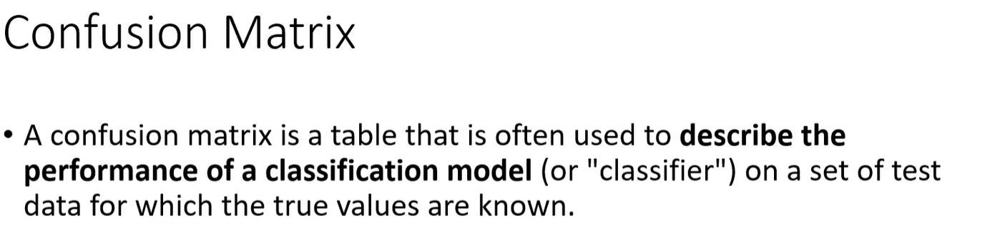 Confusion Matrix
• A confusion matrix is a table that is often used to describe the
performance of a classification model (or "classifier") on a set of test
data for which the true values are known.